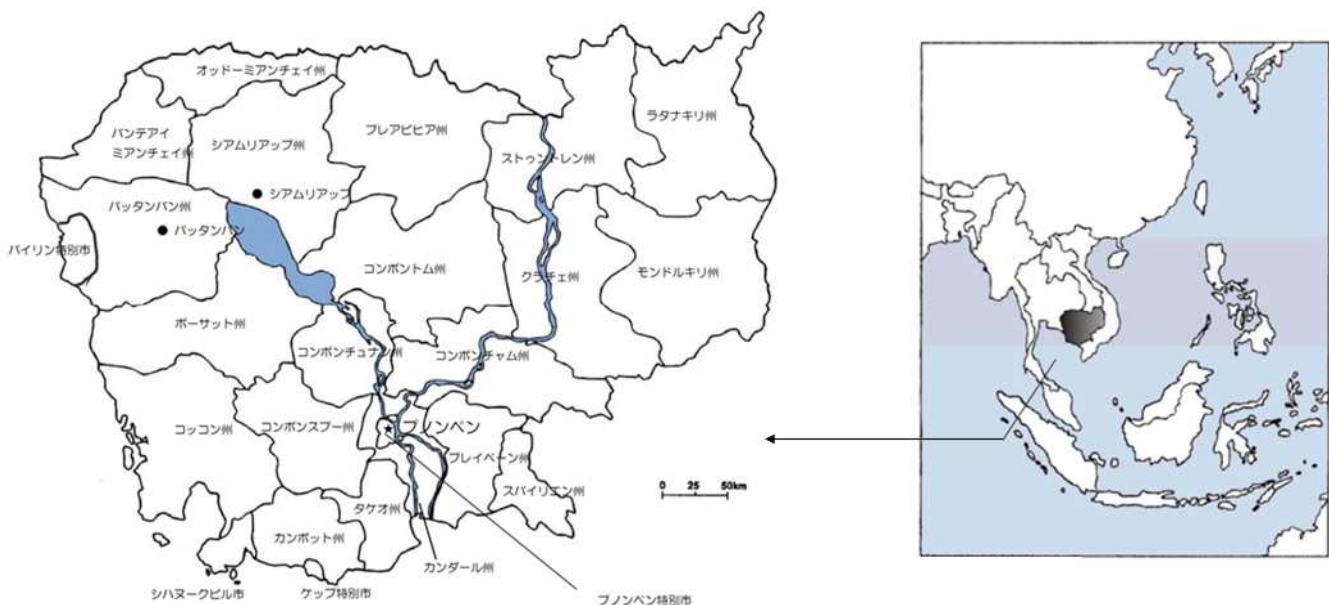 オッドーミアンチェイ州
バンテアイ
ミアンチェイ州
シアムリアップ州
プレアビヒア州
ラタナキリ州
ストゥントレン州
シアムリアップ
バッタンバン州
バッタンバン
パイリン特別市
コンポントム州
クラチェ州
モンドルキリ州
ポーサット州
コンポンチュナン州
コンポンチャム州
コッコン州
コンポンスプー州
プノンペン
プレイベーン州
スバイリエン州
0 25 50km
タケオ州
カンポット州
カンダール州
シハヌークビル市
ケップ特別市
プノンペン特別市